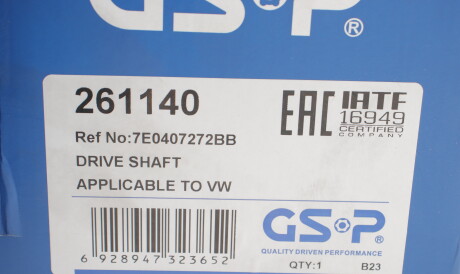 GSP®
261140
EAC IATF
16949
CERTIFIED
COMPANY
Ref No:7E0407272BB
DRIVE SHAFT
APPLICABLE TO VW
GSP®
QUALITY DRIVEN PERFORMANCE
6 928947 323652
QTY:1 B23